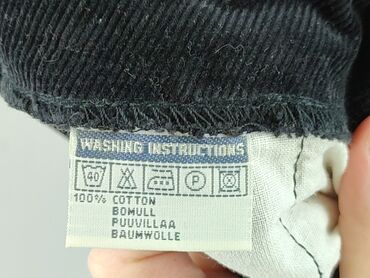 WASHING INSTRUCTIONS
40 P
100% COTTON
BOMULL
PUUVILLAA
BAUMWOLLE